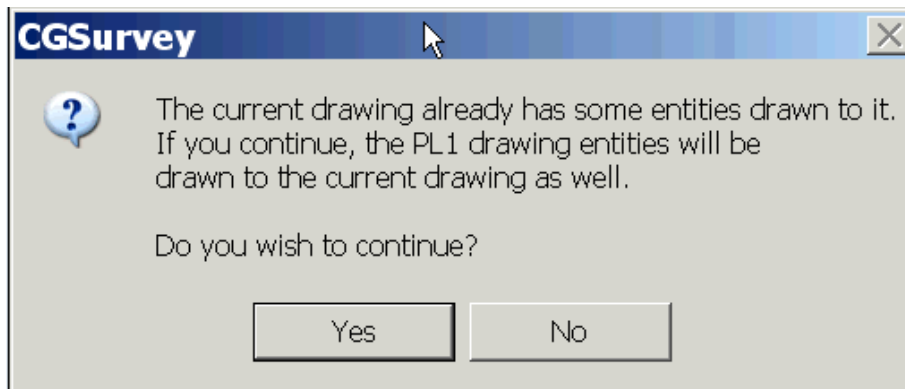 CGSurvey
The current drawing already has some entities drawn to it.
If you continue, the PL1 drawing entities will be
drawn to the current drawing as well.
Do you wish to continue?
Yes
No